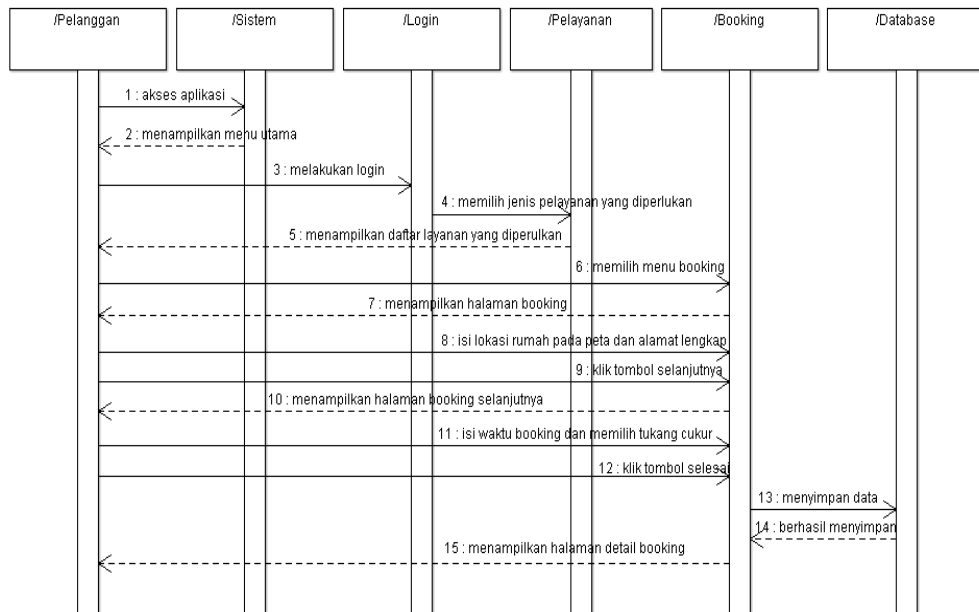 /Pelanggan
/Sistem
/Login
/Pelayanan
/Booking
/Database
1 : akses aplikasi
2 : menampilkan menu utama
3 : melakukan login
4 : memilih jenis pelayanan yang diperlukan
5 : menampilkan daftar layanan yang diperulkan
6 : memilih menu booking
7 : menampilkan halaman booking
8 : isi lokasi rumah pada peta dan alamat lengkap
9 : klik tombol selanjutnya
10 : menampilkan halaman booking selanjutnya
11 : isi waktu booking dan memilih tukang cukur
12 : klik tombol selesai
13 : menyimpan data
14 : berhasil menyimpan
15 : menampilkan halaman detail booking